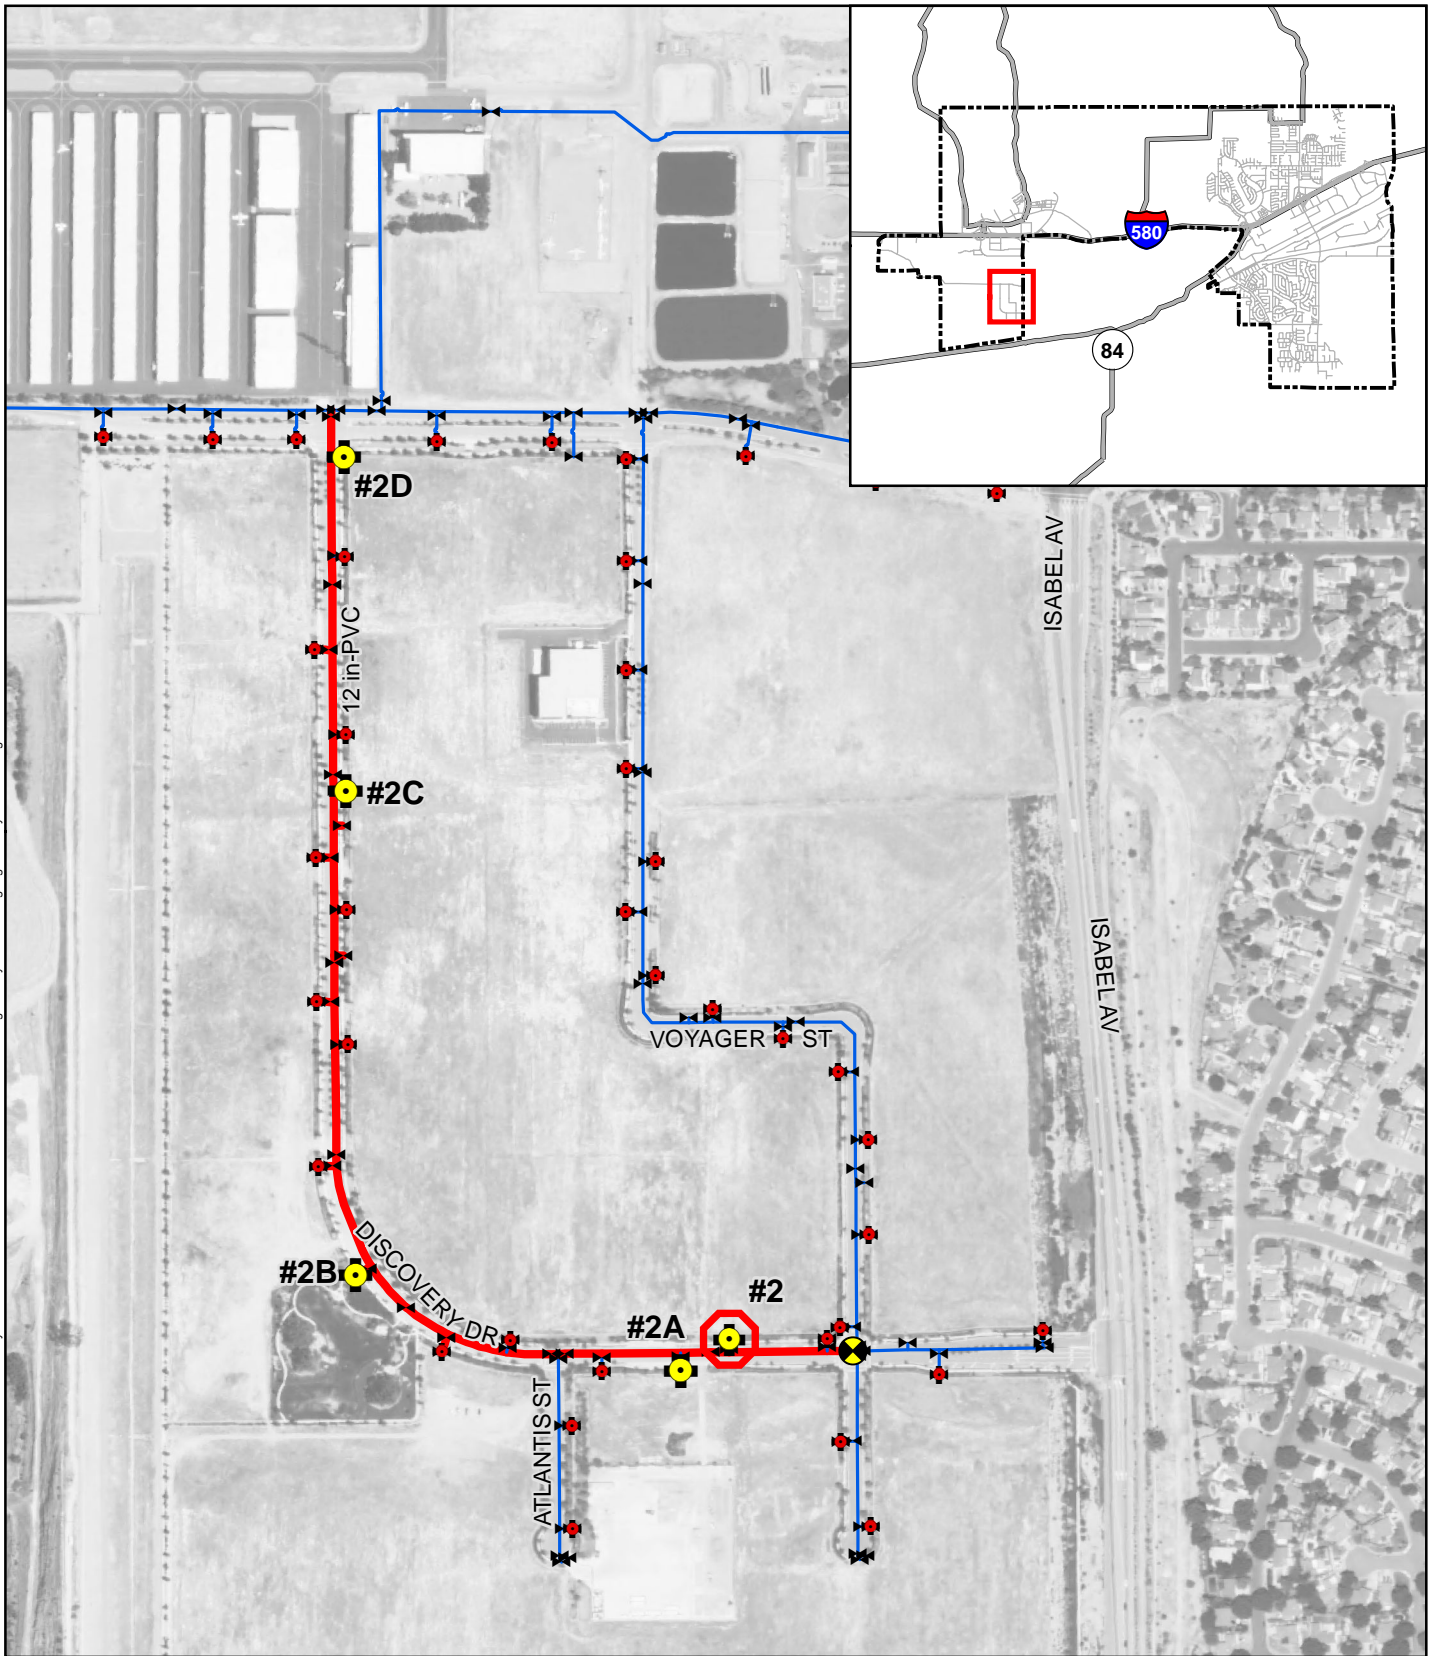 580
84
#2D
ISABEL AV
12 in-PVC
#2C
ISABEL AV
VOYAGER ST
DISCOVERY DR
#2B
#2
#2A
ATLANTIS ST